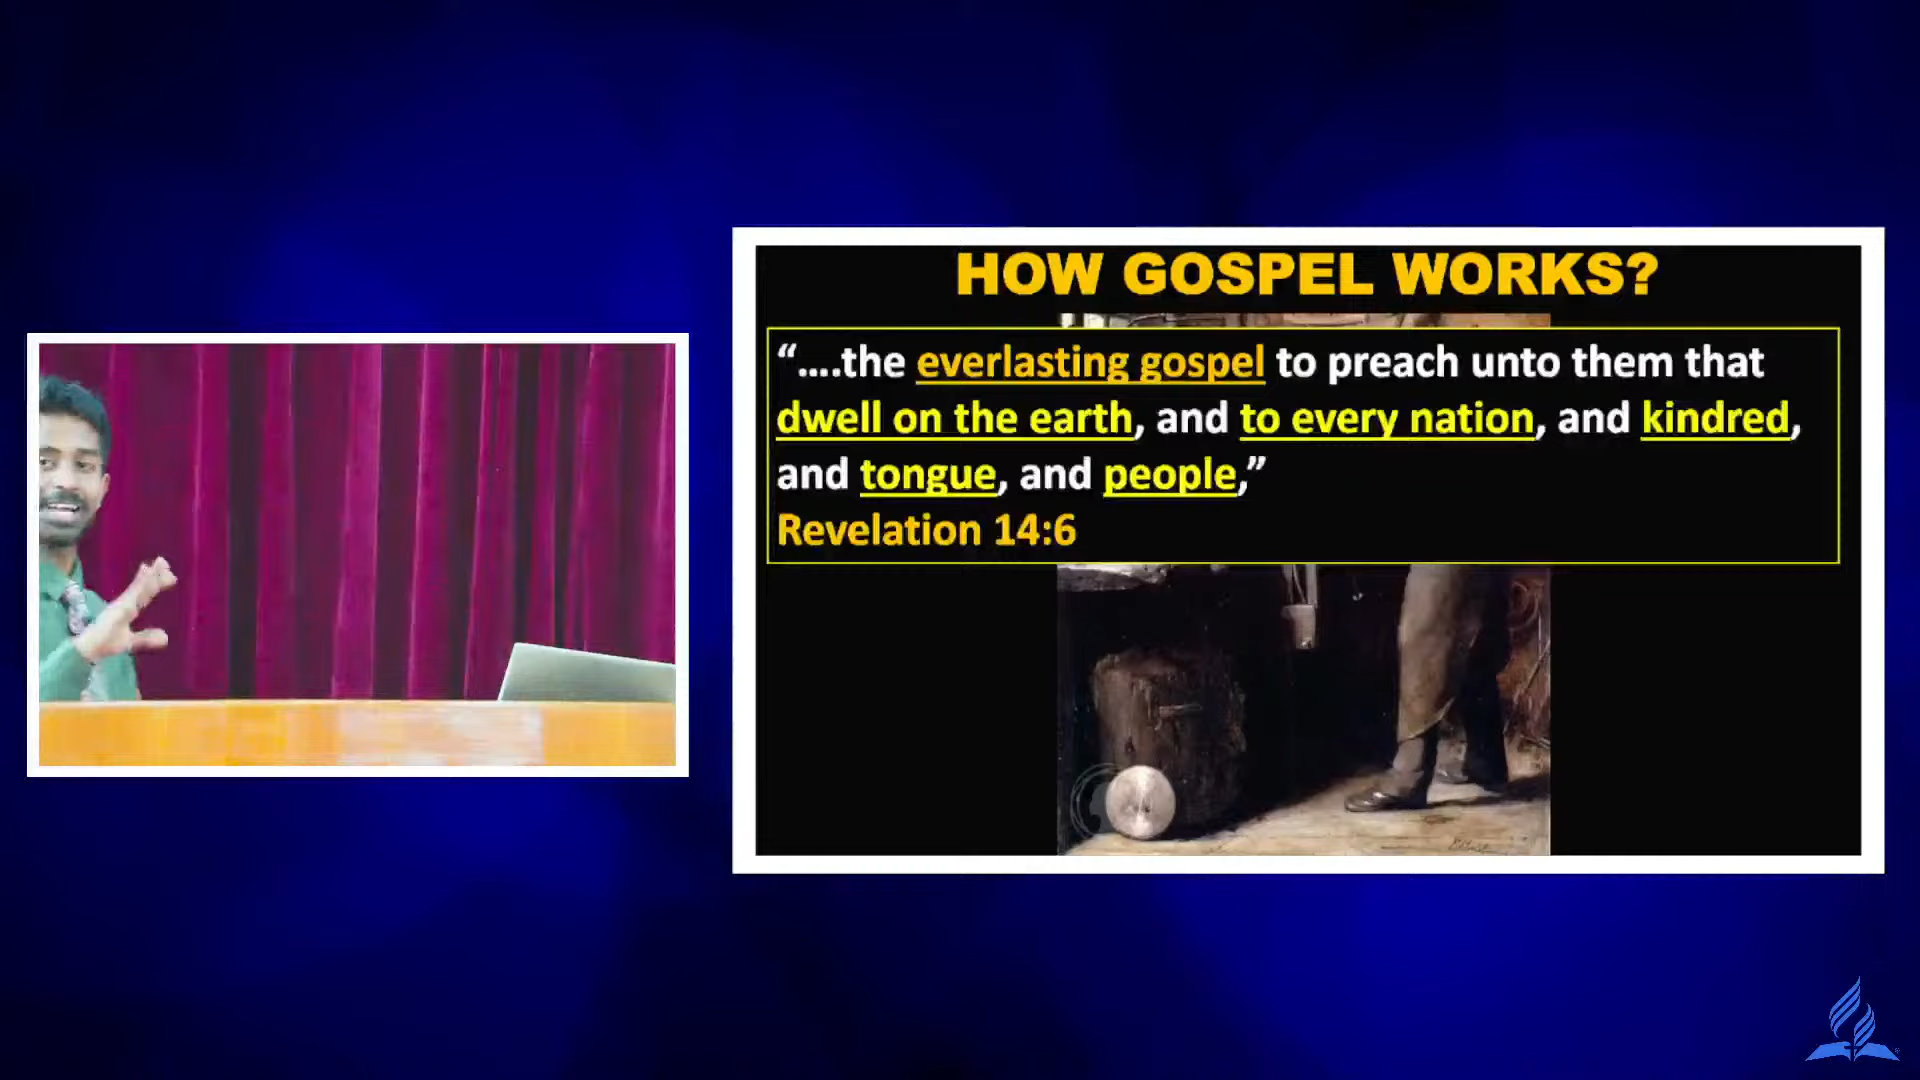 HOW GOSPEL WORKS?
“....the everlasting gospel to preach unto them that
dwell on the earth, and to every nation, and kindred,
and tongue, and people,”
Revelation 14:6